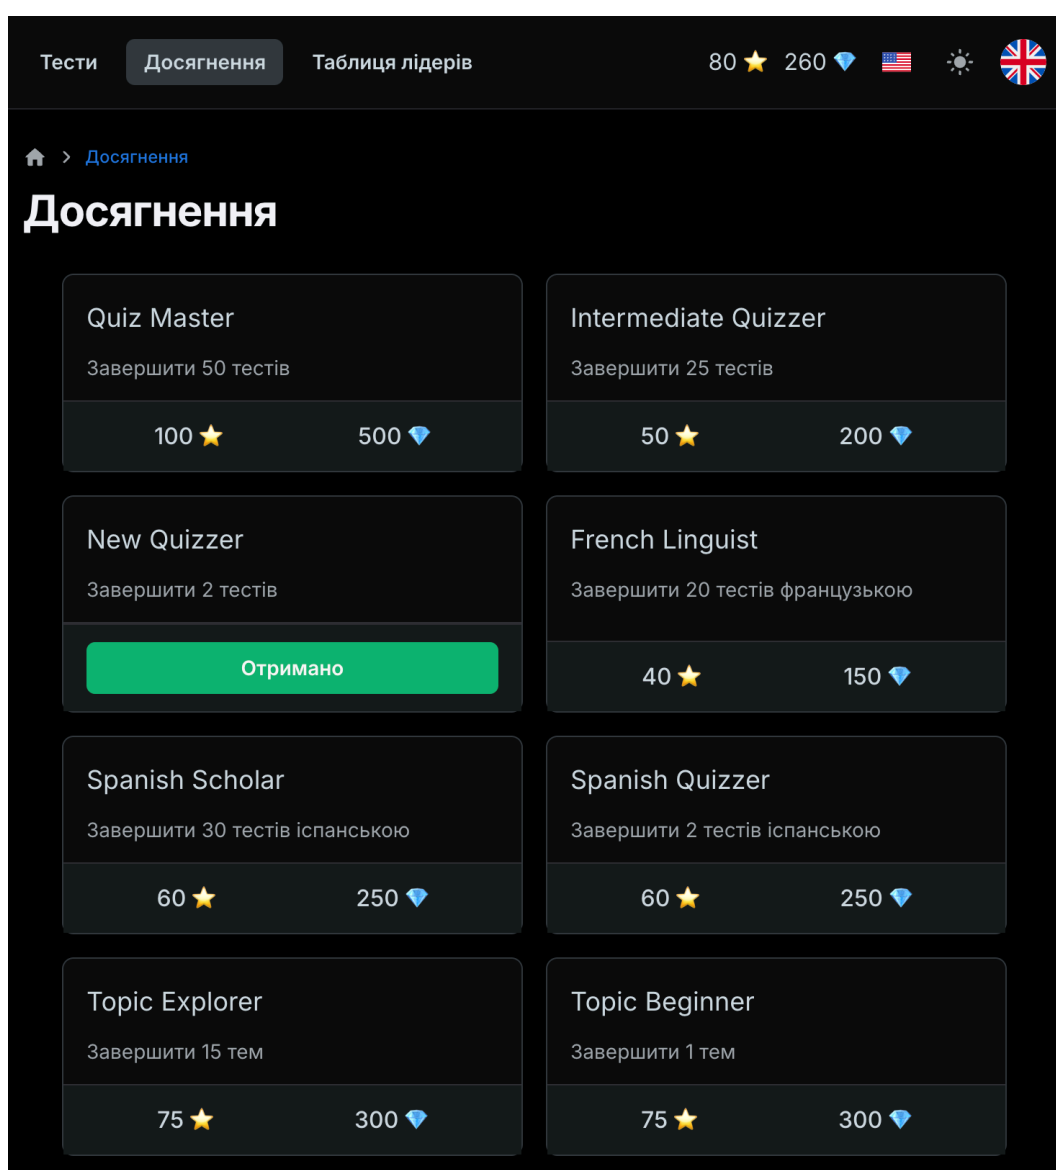 Тести Досягнення Таблиця лідерів 80 ⭐ 260 💎
Досягнення
Досягнення
Quiz Master
Завершити 50 тестів
100 ⭐ 500 💎
Intermediate Quizzer
Завершити 25 тестів
50 ⭐ 200 💎
New Quizzer
Завершити 2 тестів
Отримано
French Linguist
Завершити 20 тестів французькою
40 ⭐ 150 💎
Spanish Scholar
Завершити 30 тестів іспанською
60 ⭐ 250 💎
Spanish Quizzer
Завершити 2 тестів іспанською
60 ⭐ 250 💎
Topic Explorer
Завершити 15 тем
75 ⭐ 300 💎
Topic Beginner
Завершити 1 тем
75 ⭐ 300 💎